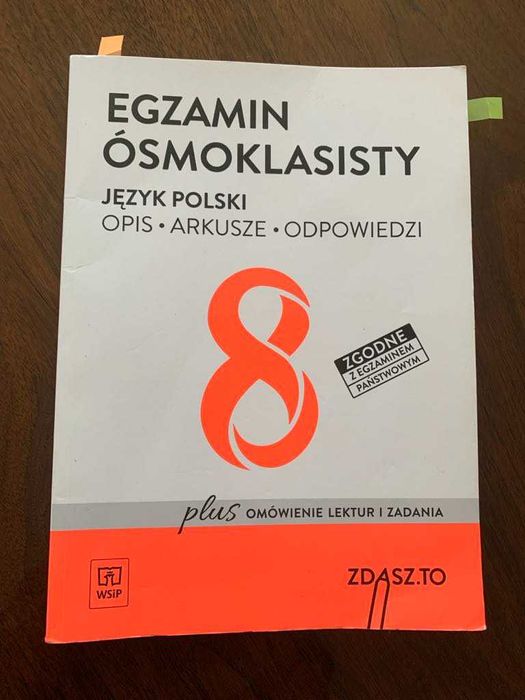 EGZAMIN
ÓSMOKLASISTY
JĘZYK POLSKI
OPIS • ARKUSZE • ODPOWIEDZI
8
ZGODNE
Z EGZAMINEM
PAŃSTWOWYM
plus OMÓWIENIE LEKTUR I ZADANIA
WSiP
ZDASZ.TO